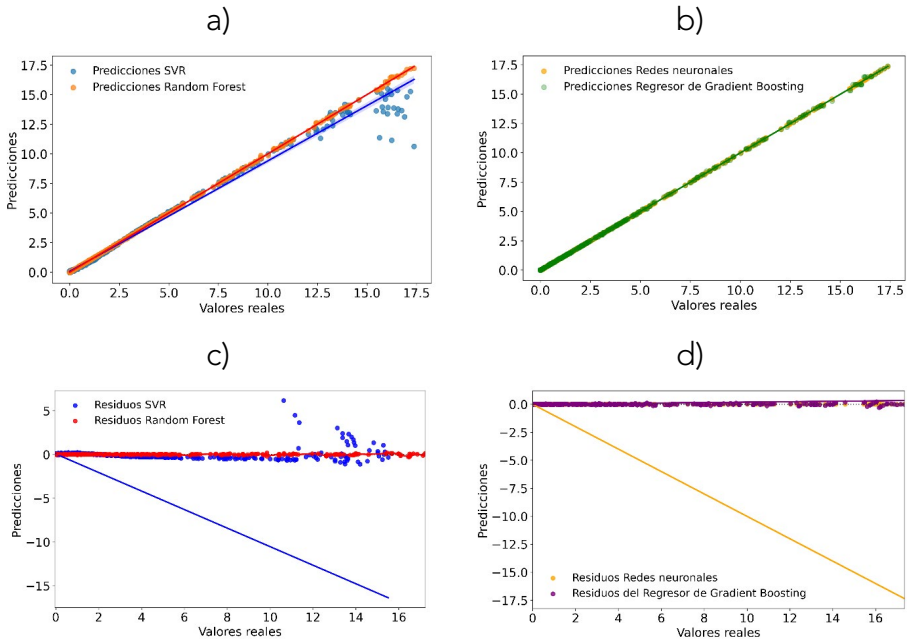 a)
17.5
15.0
12.5
10.0
7.5
5.0
2.5
0.0
Predicciones
Predicciones SVR
Predicciones Random Forest
0.0 2.5 5.0 7.5 10.0 12.5 15.0 17.5
Valores reales
b)
17.5
15.0
12.5
10.0
7.5
5.0
2.5
0.0
Predicciones
Predicciones Redes neuronales
Predicciones Regresor de Gradient Boosting
0.0 2.5 5.0 7.5 10.0 12.5 15.0 17.5
Valores reales
c)
5
0
−5
−10
−15
Predicciones
Residuos SVR
Residuos Random Forest
0 2 4 6 8 10 12 14 16
Valores reales
d)
0.0
−2.5
−5.0
−7.5
−10.0
−12.5
−15.0
−17.5
Predicciones
Residuos Redes neuronales
Residuos del Regresor de Gradient Boosting
0 2 4 6 8 10 12 14 16
Valores reales